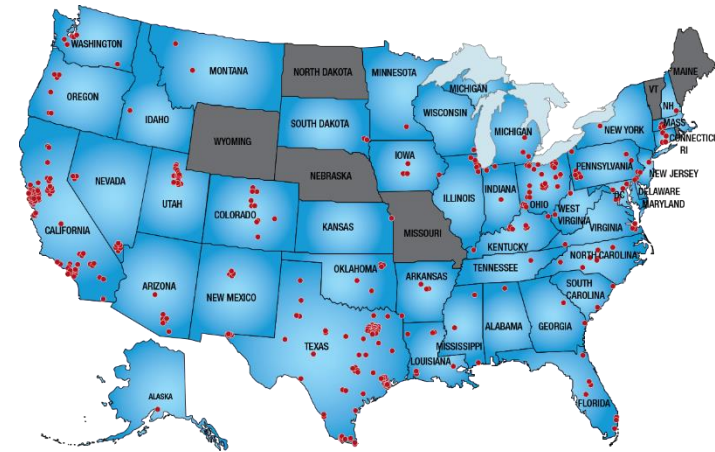 WASHINGTON
MONTANA
NORTH DAKOTA
MINNESOTA
MICHIGAN
VT
MAINE
OREGON
IDAHO
WYOMING
SOUTH DAKOTA
WISCONSIN
MICHIGAN
NEW YORK
NH
MASS
CONNECTICUT
RI
NEVADA
UTAH
COLORADO
NEBRASKA
IOWA
ILLINOIS
INDIANA
OHIO
PENNSYLVANIA
NEW JERSEY
DELAWARE
MARYLAND
DC
WEST
VIRGINIA
VIRGINIA
CALIFORNIA
KANSAS
MISSOURI
KENTUCKY
ARIZONA
NEW MEXICO
OKLAHOMA
ARKANSAS
TENNESSEE
NORTH CAROLINA
SOUTH
CAROLINA
TEXAS
LOUISIANA
MISSISSIPPI
ALABAMA
GEORGIA
FLORIDA
ALASKA